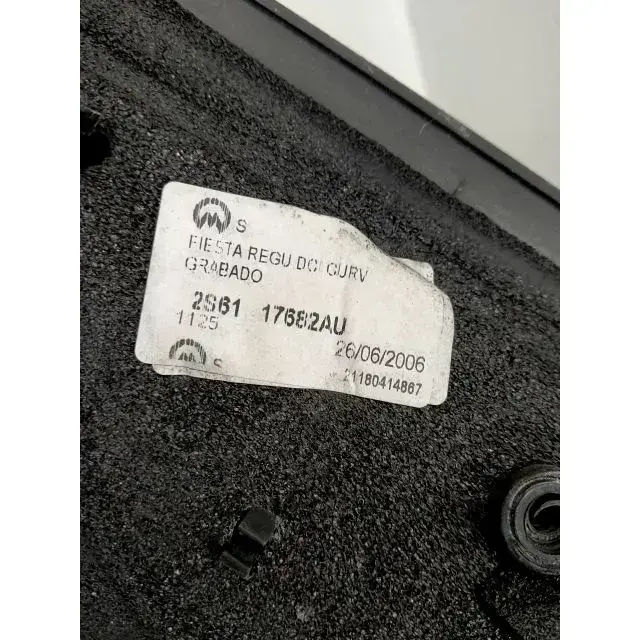 S
FIESTA REGU DCI CURV
GRABADO
2S61 17682AU
1125 26/06/2006
21180414867
S